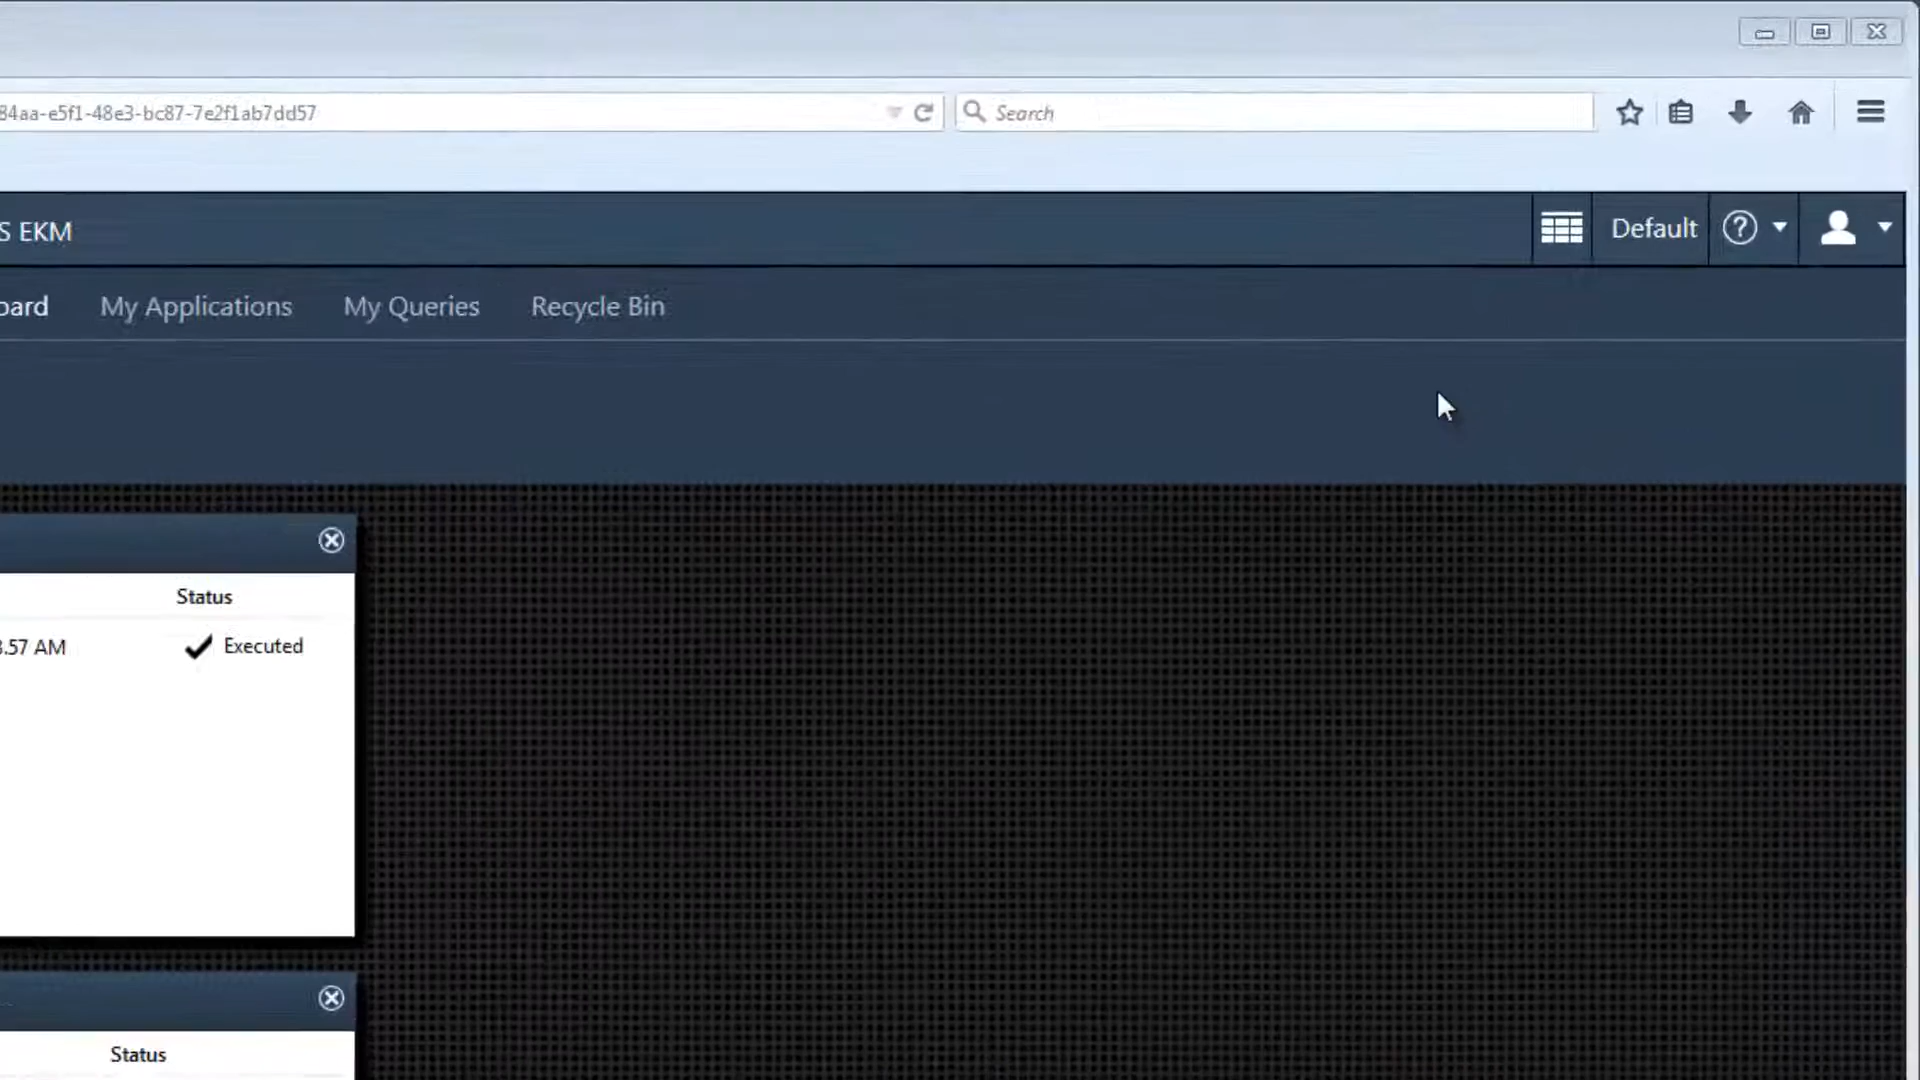 84aa-e5f1-48e3-bc87-7e2f1ab7dd57
Search
S EKM
Default
oard My Applications My Queries Recycle Bin
Status
.57 AM Executed
Status